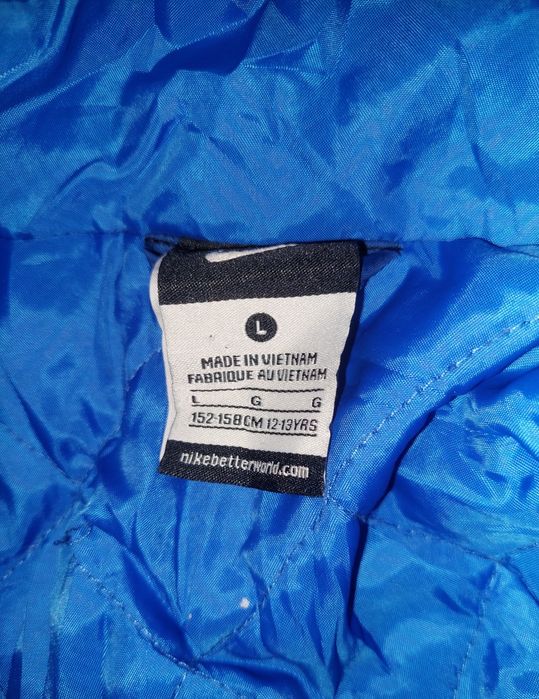 L
MADE IN VIETNAM
FABRIQUE AU VIETNAM
L G G
152-158CM 12-13YRS
nikebetterworld.com